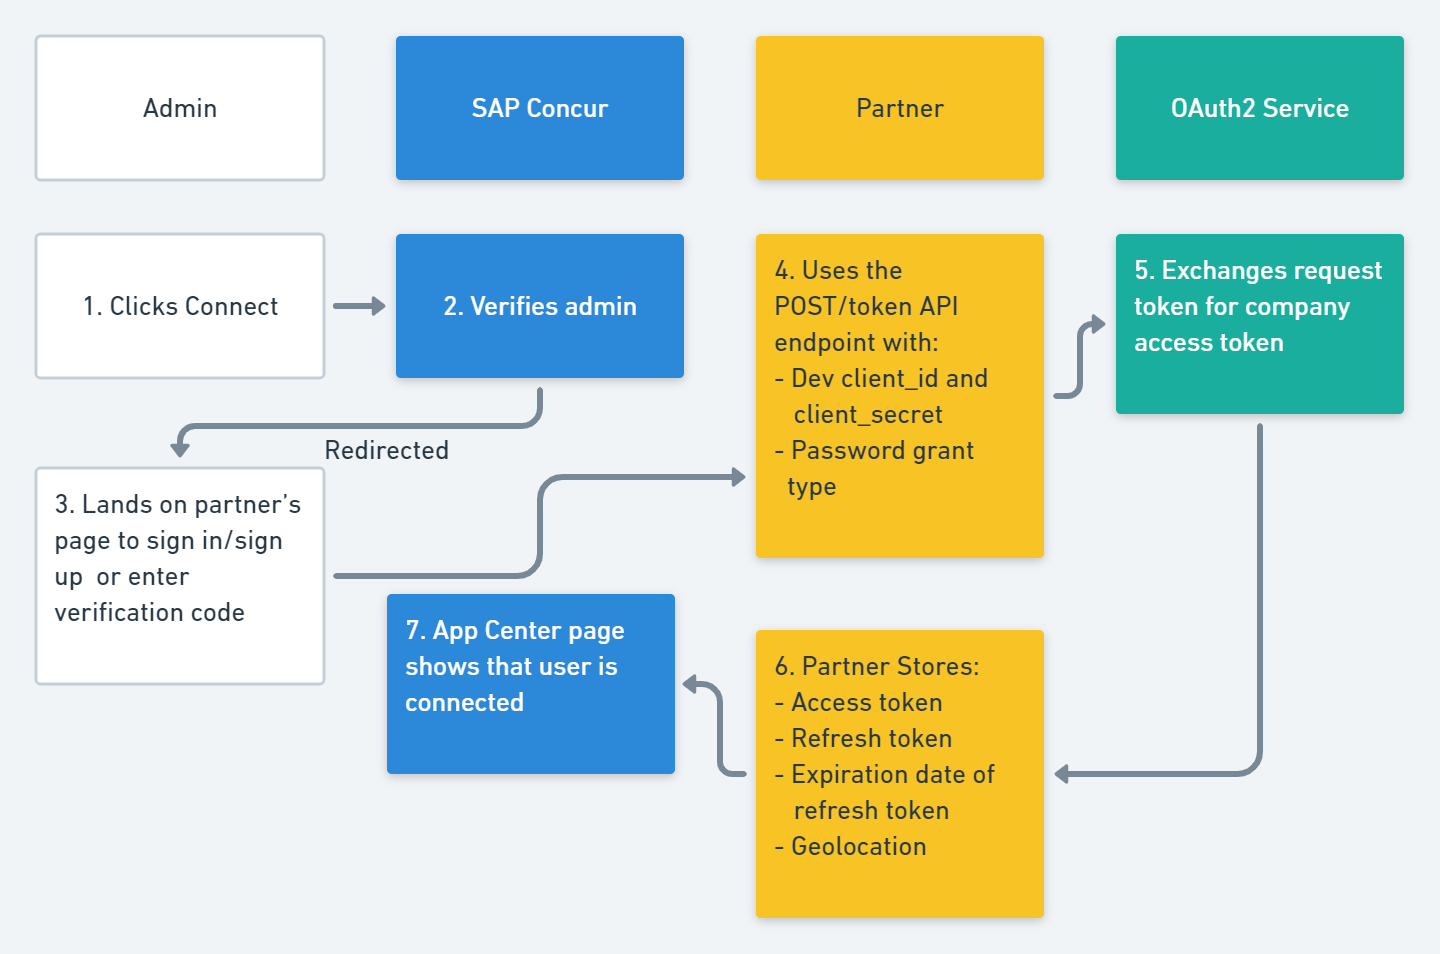 Admin
SAP Concur
Partner
OAuth2 Service
1. Clicks Connect
2. Verifies admin
Redirected
3. Lands on partner’s
page to sign in/sign
up  or enter
verification code
4. Uses the
POST/token API
endpoint with:
- Dev client_id and
client_secret
- Password grant
type
5. Exchanges request
token for company
access token
6. Partner Stores:
- Access token
- Refresh token
- Expiration date of
refresh token
- Geolocation
7. App Center page
shows that user is
connected